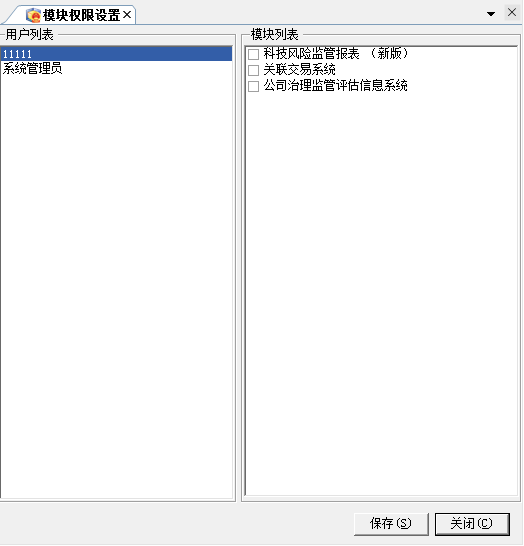 模块权限设置
用户列表
11111
系统管理员
模块列表
科技风险监管报表 （新版）
关联交易系统
公司治理监管评估信息系统
保存(S)
关闭(C)